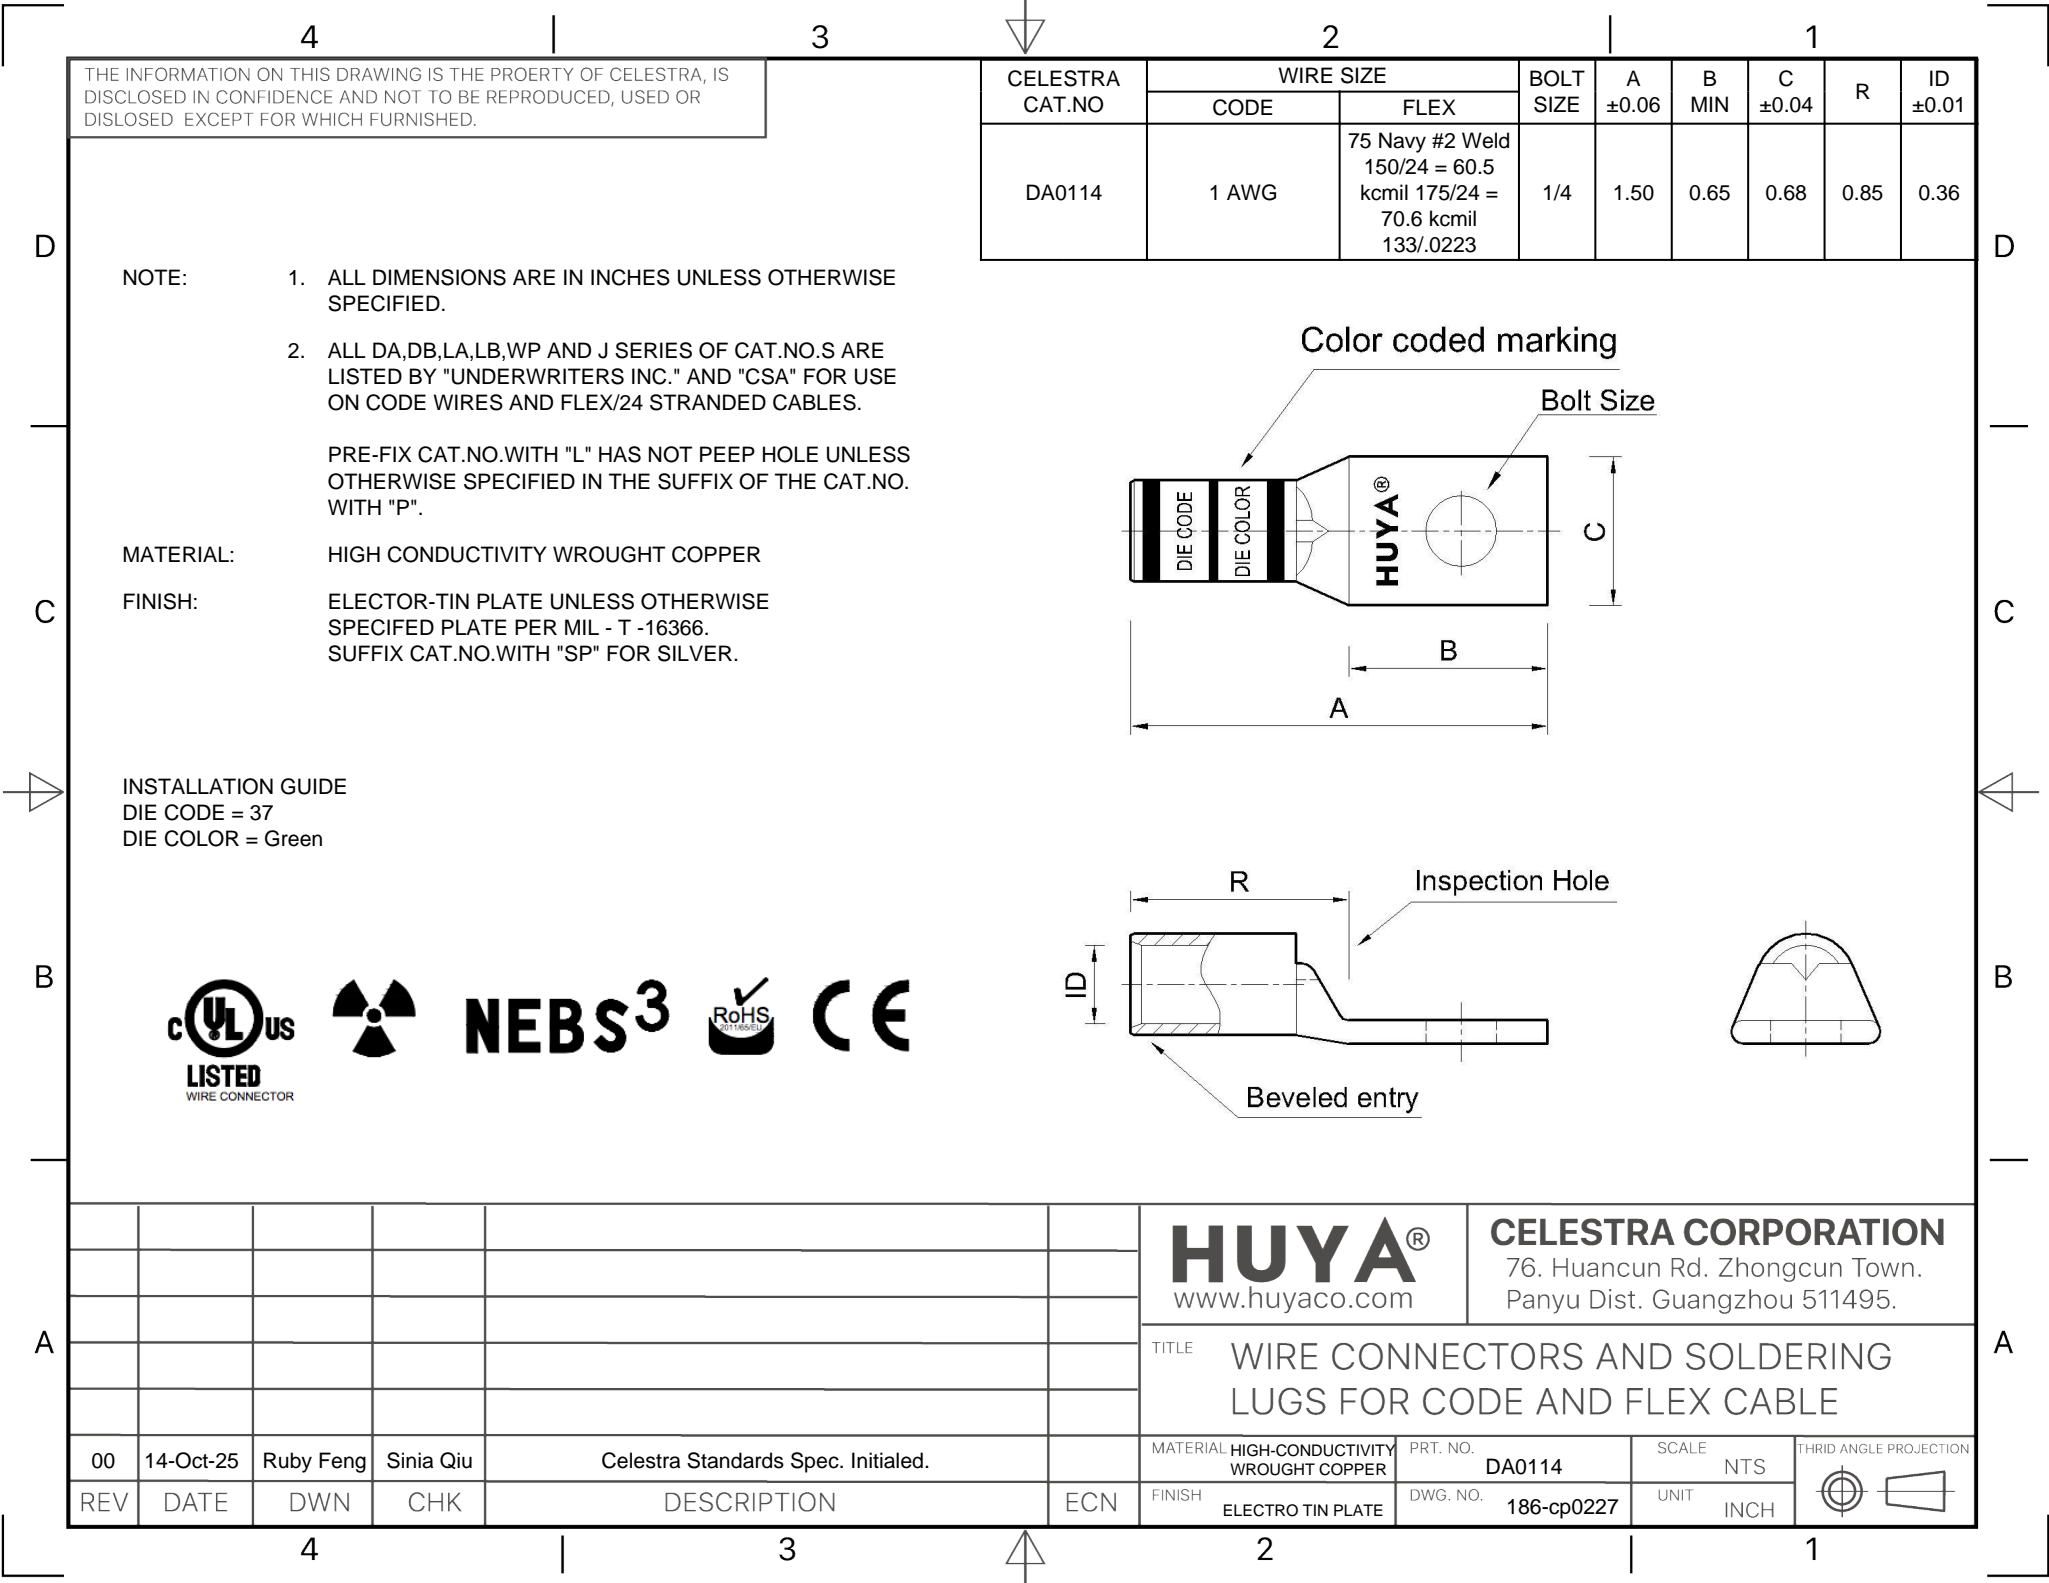 4 3 2 1
THE INFORMATION ON THIS DRAWING IS THE PROERTY OF CELESTRA, IS
DISCLOSED IN CONFIDENCE AND NOT TO BE REPRODUCED, USED OR
DISLOSED EXCEPT FOR WHICH FURNISHED.
CELESTRA
CAT.NO
WIRE SIZE
CODE
FLEX
BOLT
SIZE
A
±0.06
B
MIN
C
±0.04
R
ID
±0.01
DA0114
1 AWG
75 Navy #2 Weld
150/24 = 60.5
kcmil 175/24 =
70.6 kcmil
133/.0223
1/4
1.50
0.65
0.68
0.85
0.36
D
D
NOTE:
1. ALL DIMENSIONS ARE IN INCHES UNLESS OTHERWISE
SPECIFIED.
2. ALL DA,DB,LA,LB,WP AND J SERIES OF CAT.NO.S ARE
LISTED BY "UNDERWRITERS INC." AND "CSA" FOR USE
ON CODE WIRES AND FLEX/24 STRANDED CABLES.
PRE-FIX CAT.NO.WITH "L" HAS NOT PEEP HOLE UNLESS
OTHERWISE SPECIFIED IN THE SUFFIX OF THE CAT.NO.
WITH "P".
MATERIAL: HIGH CONDUCTIVITY WROUGHT COPPER
FINISH: ELECTOR-TIN PLATE UNLESS OTHERWISE
SPECIFED PLATE PER MIL - T -16366.
SUFFIX CAT.NO.WITH "SP" FOR SILVER.
C
C
Color coded marking
Bolt Size
DIE CODE
DIE COLOR
HUYA®
C
B
A
INSTALLATION GUIDE
DIE CODE = 37
DIE COLOR = Green
R
Inspection Hole
ID
Beveled entry
B
B
c UL US
LISTED
WIRE CONNECTOR
NEBS3
RoHS
2011/65/EU
CE
A
A
HUYA®
www.huyaco.com
CELESTRA CORPORATION
76. Huancun Rd. Zhongcun Town.
Panyu Dist. Guangzhou 511495.
TITLE
WIRE CONNECTORS AND SOLDERING
LUGS FOR CODE AND FLEX CABLE
00 14-Oct-25 Ruby Feng Sinia Qiu Celestra Standards Spec. Initialed.
REV DATE DWN CHK DESCRIPTION ECN
MATERIAL HIGH-CONDUCTIVITY
WROUGHT COPPER
PRT. NO. DA0114
SCALE NTS
THRID ANGLE PROJECTION
FINISH ELECTRO TIN PLATE
DWG. NO. 186-cp0227
UNIT INCH
4 3 2 1